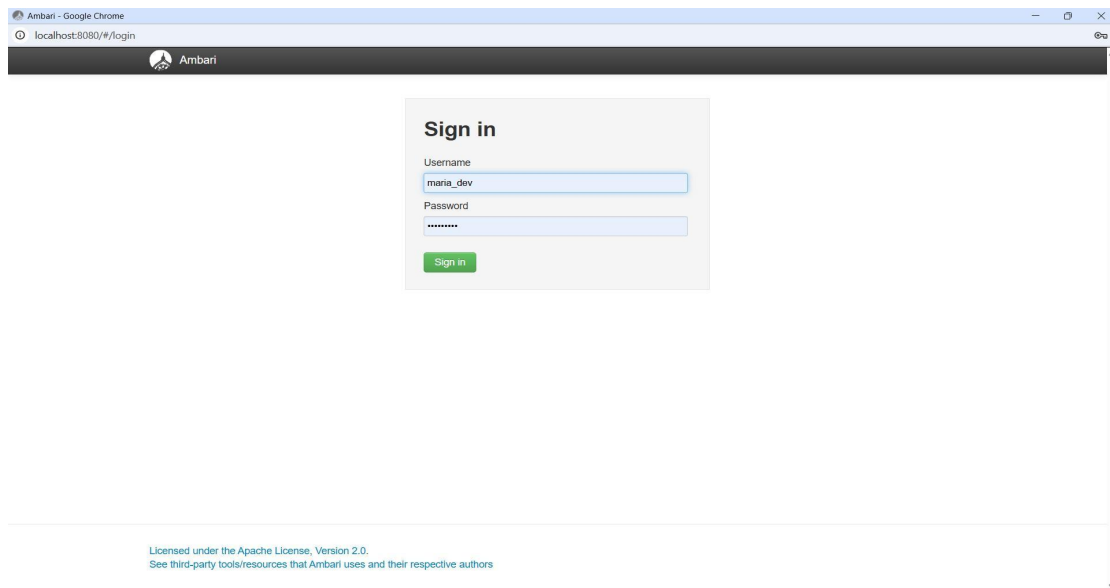 Ambari - Google Chrome
localhost:8080/#/login
Ambari
Sign in
Username
maria_dev
Password
•••••••••
Sign in
Licensed under the Apache License, Version 2.0.
See third-party tools/resources that Ambari uses and their respective authors